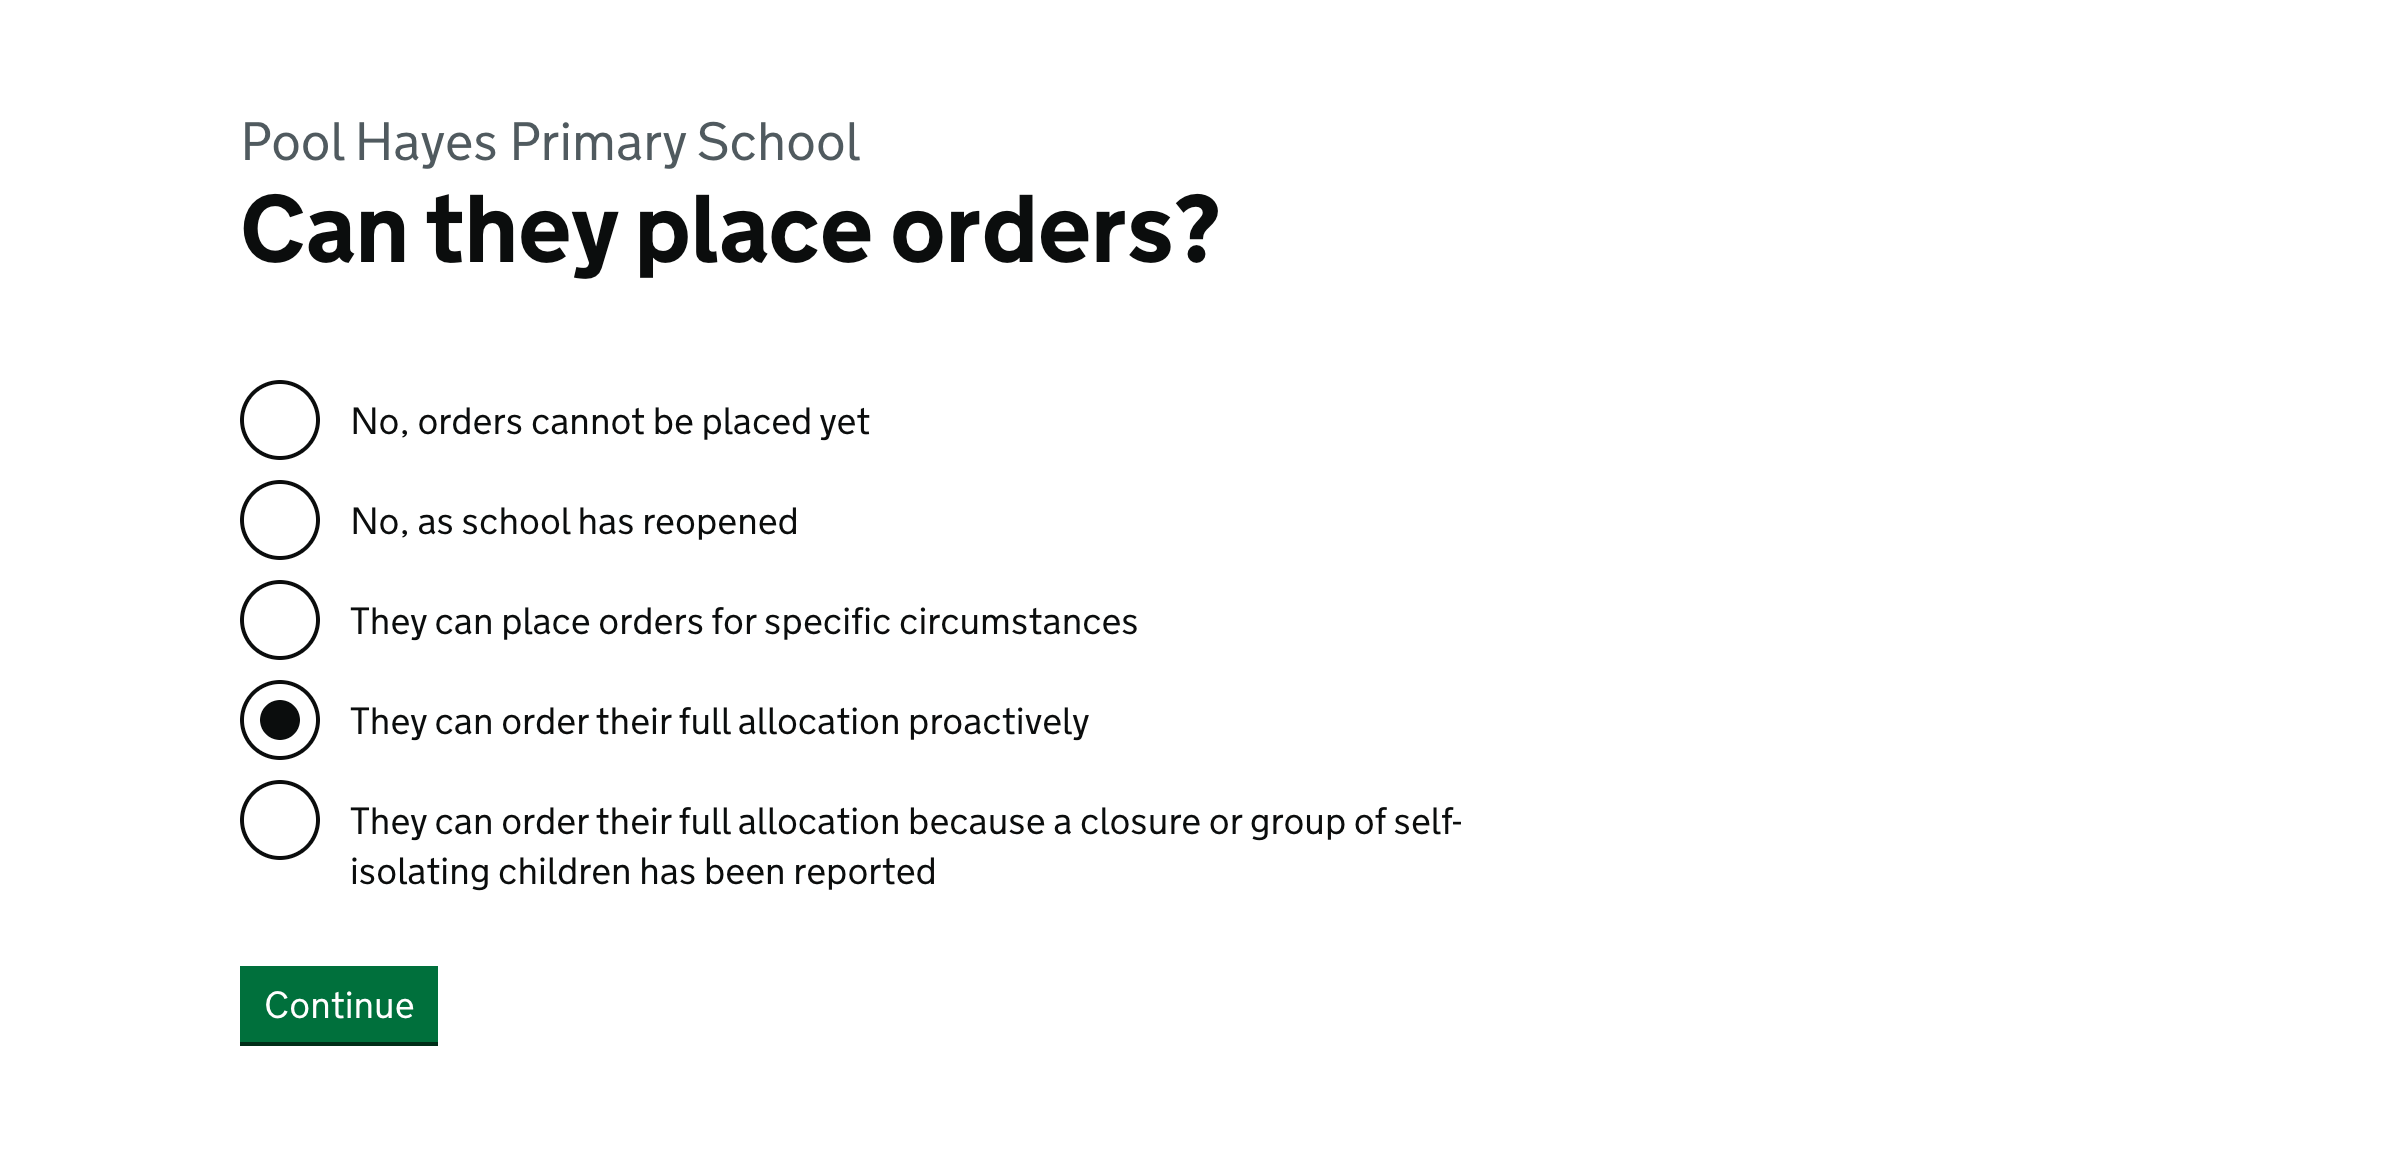 Pool Hayes Primary School
Can they place orders?
No, orders cannot be placed yet
No, as school has reopened
They can place orders for specific circumstances
They can order their full allocation proactively
They can order their full allocation because a closure or group of self-
isolating children has been reported
Continue